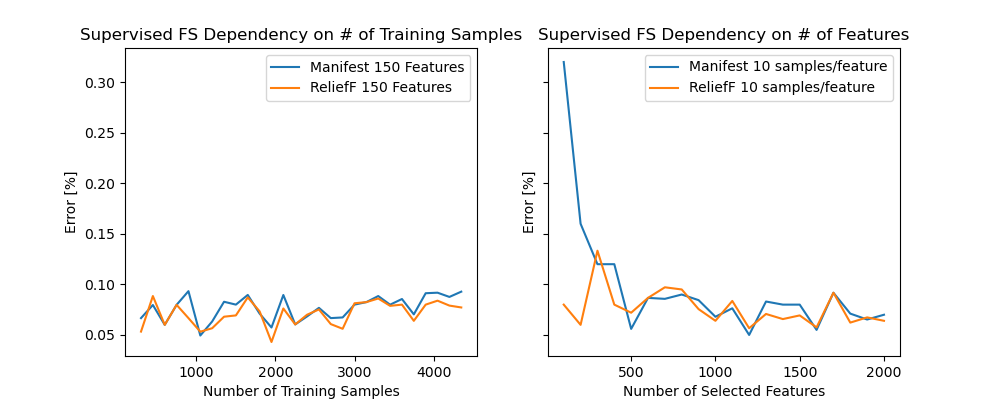 Supervised FS Dependency on # of Training Samples
Manifest 150 Features
ReliefF 150 Features
Error [%]
0.30
0.25
0.20
0.15
0.10
0.05
1000 2000 3000 4000
Number of Training Samples
Supervised FS Dependency on # of Features
Manifest 10 samples/feature
ReliefF 10 samples/feature
Error [%]
500 1000 1500 2000
Number of Selected Features